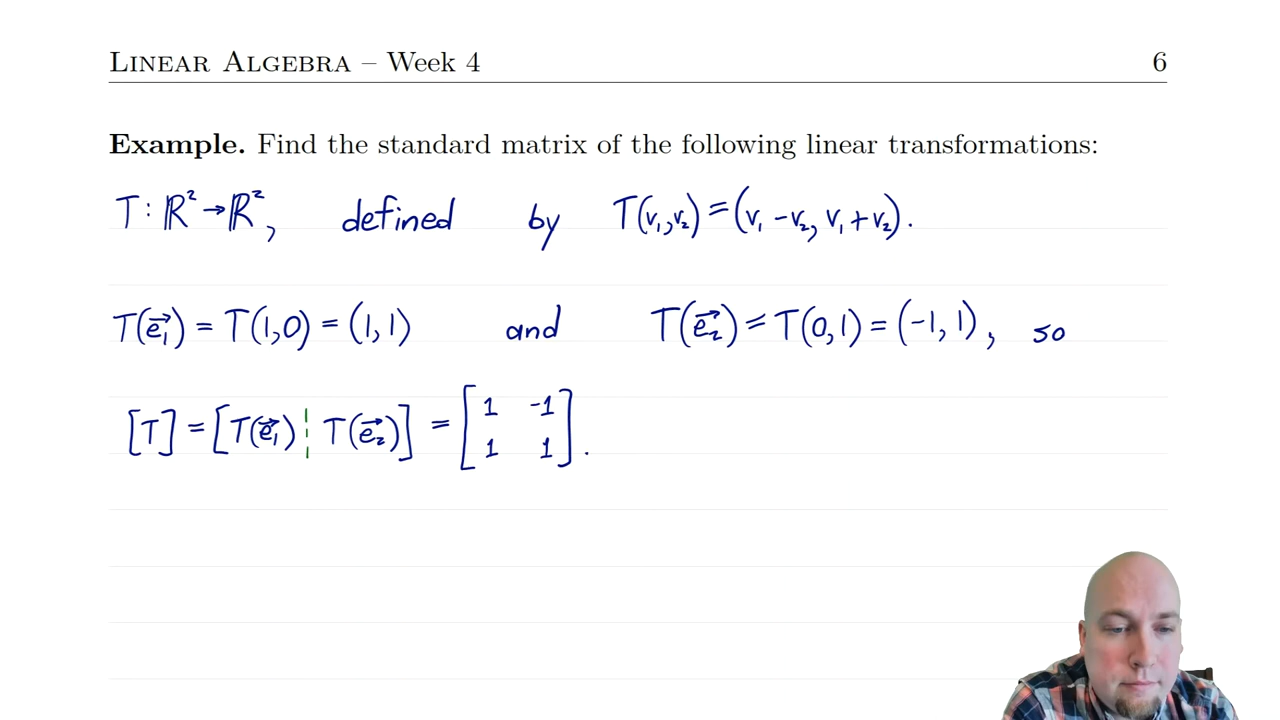 LINEAR ALGEBRA – Week 4 6
Example. Find the standard matrix of the following linear transformations:
T : ℝ² → ℝ², defined by T(v₁,v₂) = (v₁ - v₂, v₁ + v₂).
T(e⃗₁) = T(1,0) = (1,1) and T(e⃗₂) = T(0,1) = (-1,1), so
[T] = [T(e⃗₁) ¦ T(e⃗₂)] = [1 -1
1 1].